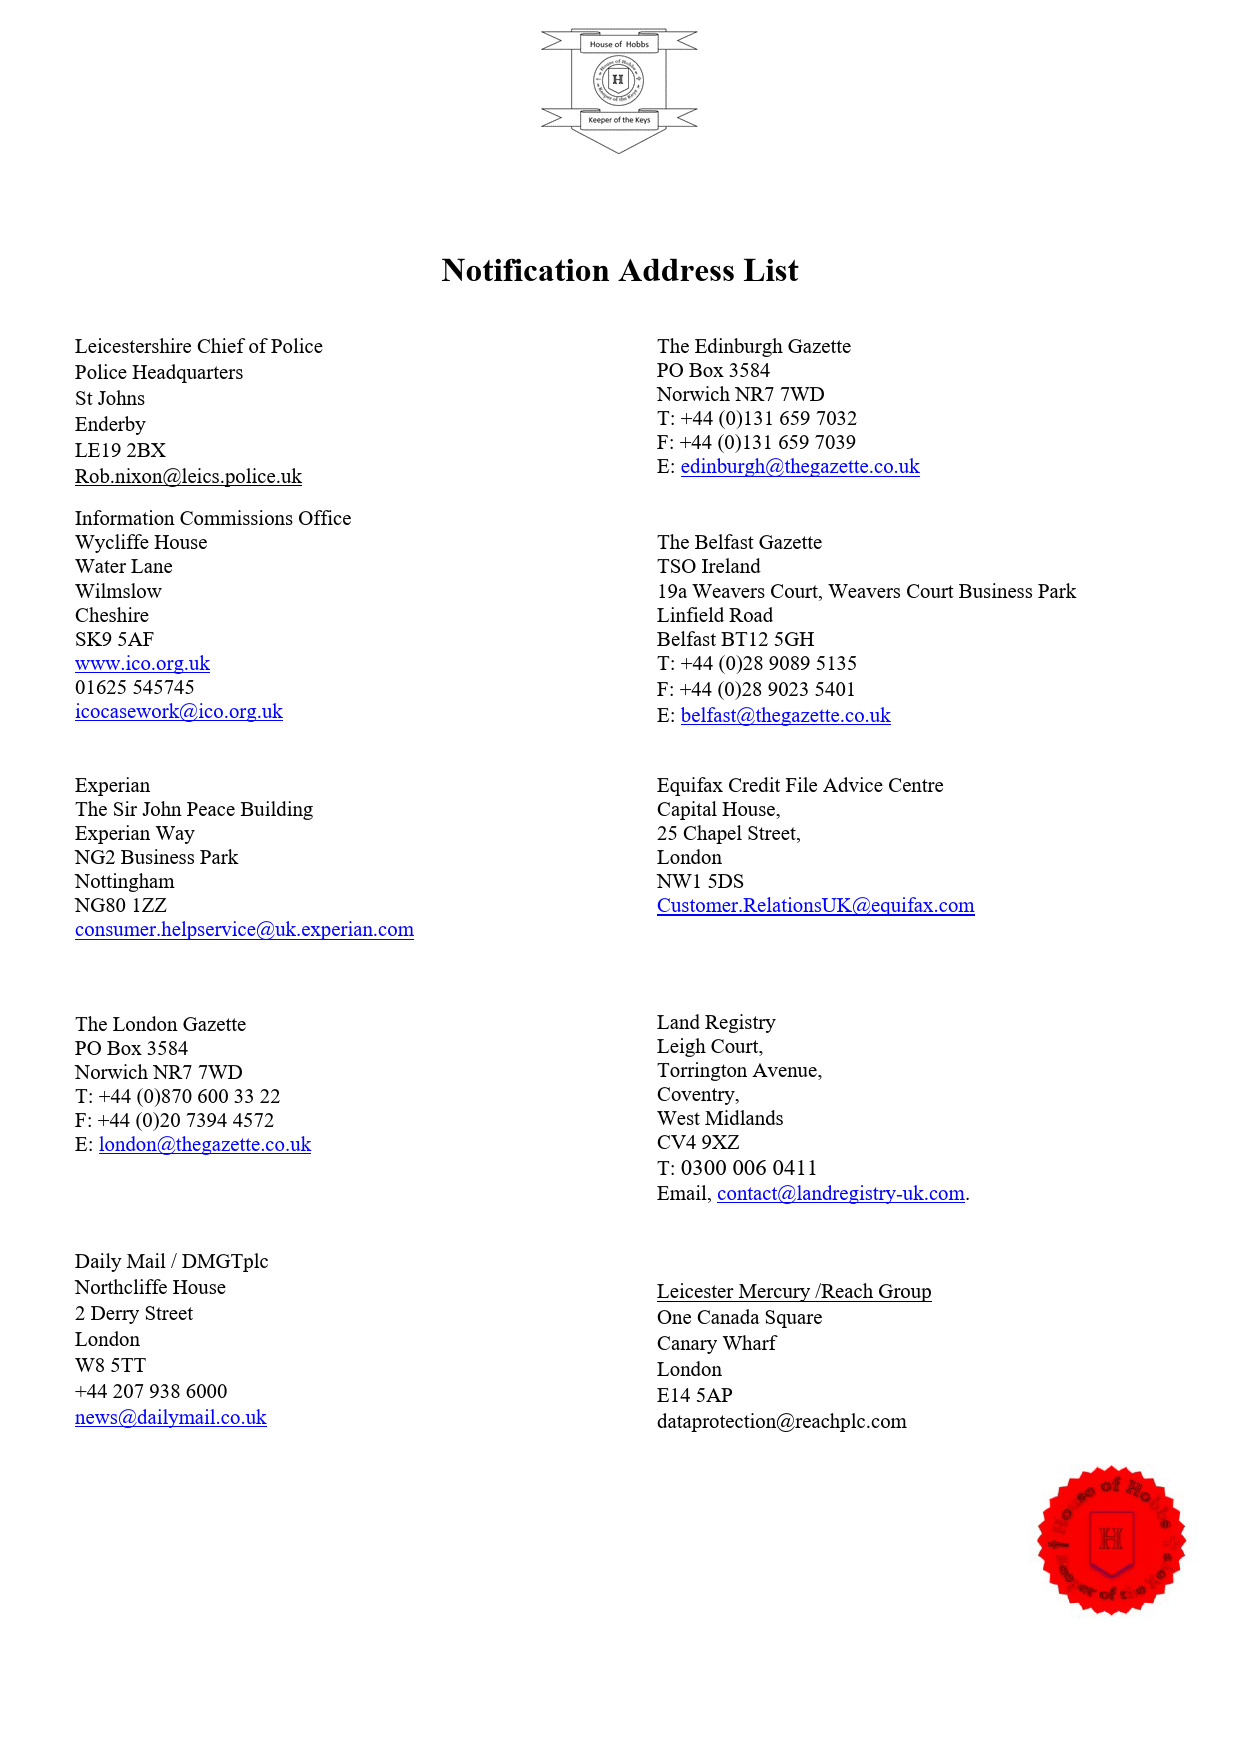 House of Hobbs
House of Hobbs
H
Keeper of the Keys
Keeper of the Keys
Notification Address List
Leicestershire Chief of Police
Police Headquarters
St Johns
Enderby
LE19 2BX
Rob.nixon@leics.police.uk
The Edinburgh Gazette
PO Box 3584
Norwich NR7 7WD
T: +44 (0)131 659 7032
F: +44 (0)131 659 7039
E: edinburgh@thegazette.co.uk
Information Commissions Office
Wycliffe House
Water Lane
Wilmslow
Cheshire
SK9 5AF
www.ico.org.uk
01625 545745
icocasework@ico.org.uk
The Belfast Gazette
TSO Ireland
19a Weavers Court, Weavers Court Business Park
Linfield Road
Belfast BT12 5GH
T: +44 (0)28 9089 5135
F: +44 (0)28 9023 5401
E: belfast@thegazette.co.uk
Experian
The Sir John Peace Building
Experian Way
NG2 Business Park
Nottingham
NG80 1ZZ
consumer.helpservice@uk.experian.com
Equifax Credit File Advice Centre
Capital House,
25 Chapel Street,
London
NW1 5DS
Customer.RelationsUK@equifax.com
The London Gazette
PO Box 3584
Norwich NR7 7WD
T: +44 (0)870 600 33 22
F: +44 (0)20 7394 4572
E: london@thegazette.co.uk
Land Registry
Leigh Court,
Torrington Avenue,
Coventry,
West Midlands
CV4 9XZ
T: 0300 006 0411
Email, contact@landregistry-uk.com.
Daily Mail / DMGTplc
Northcliffe House
2 Derry Street
London
W8 5TT
+44 207 938 6000
news@dailymail.co.uk
Leicester Mercury /Reach Group
One Canada Square
Canary Wharf
London
E14 5AP
dataprotection@reachplc.com
House of Hobbs
H
Keeper of the Keys